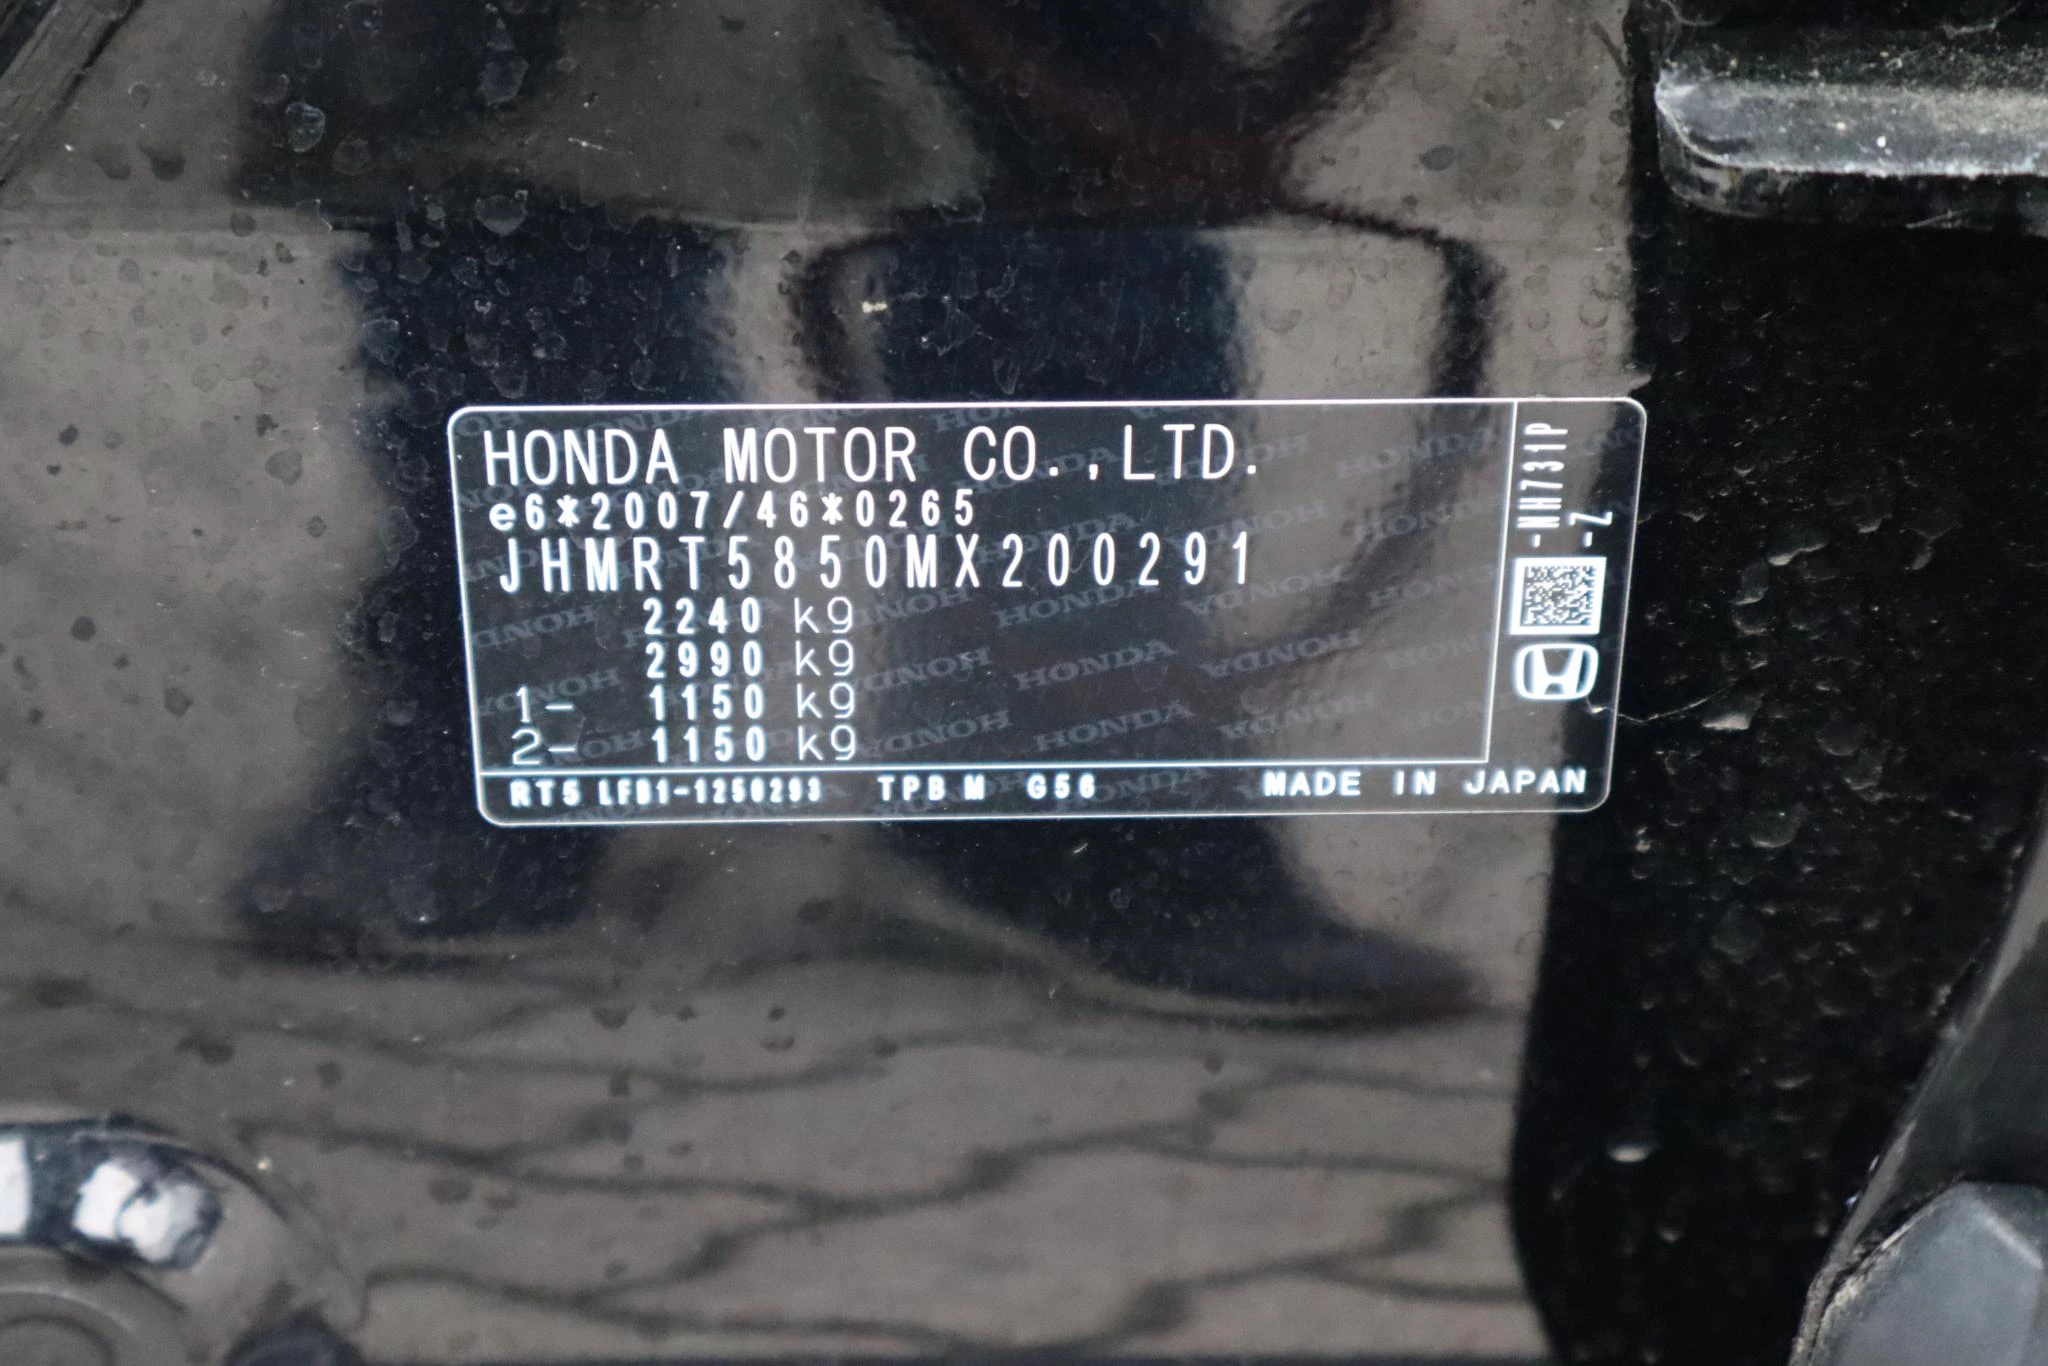 HONDA MOTOR CO.,LTD.
e6*2007/46*0265
JHMRT5850MX200291
2240 kg
2990 kg
1- 1150 kg
2- 1150 kg
RT5 LFB1-1250293 TPB M G56 MADE IN JAPAN
-NH731P
-Z